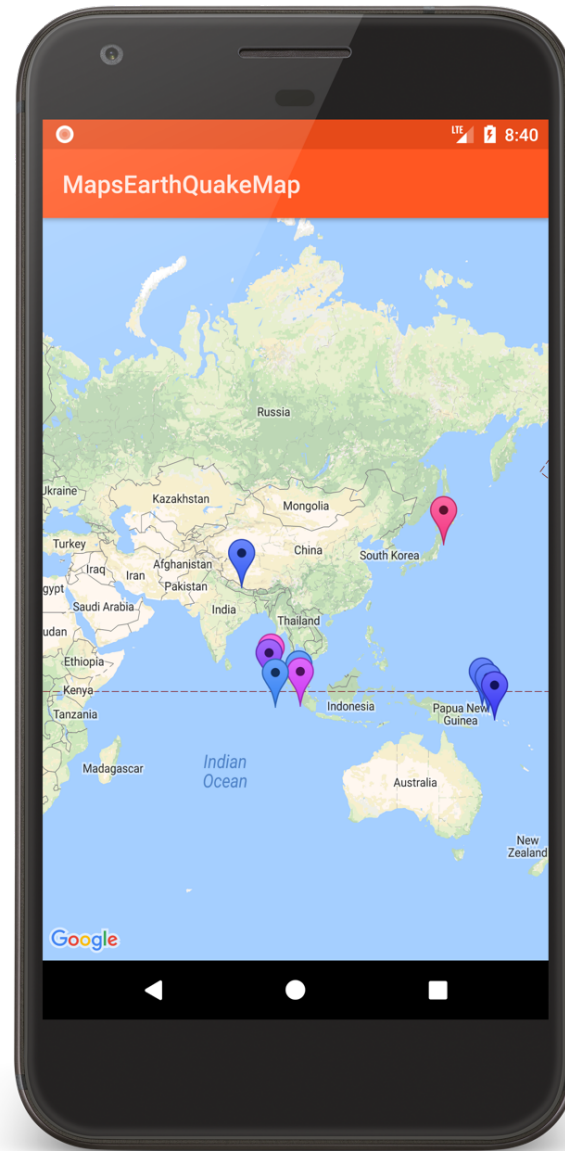 LTE 8:40
MapsEarthQuakeMap
Russia
Ukraine
Kazakhstan
Mongolia
Turkey
Afghanistan
China
South Korea
Iraq
Iran
Pakistan
gypt
Saudi Arabia
India
Thailand
udan
Ethiopia
Kenya
Indonesia
Papua New
Guinea
Tanzania
Indian
Ocean
Madagascar
Australia
New
Zealand
Google